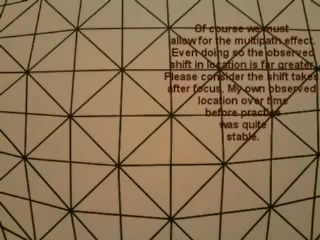 Of course we must
allow for the multipath effect.
Even doing so the observed
shift in location is far greater.
Please consider the shift takes
after focus. My own observed
location over time
before practice
was quite
stable.